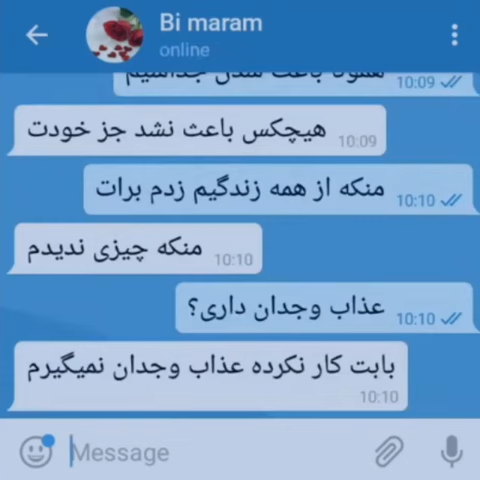 Bi maram
online
10:09
هیچکس باعث نشد جز خودت
10:09
منکه از همه زندگیم زدم برات
10:10
منکه چیزی ندیدم
10:10
عذاب وجدان داری؟
10:10
بابت کار نکرده عذاب وجدان نمیگیرم
10:10
Message